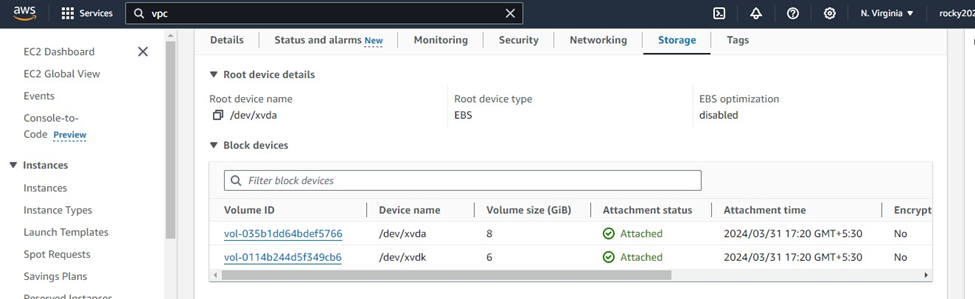 aws
Services
vpc
N. Virginia
rocky202
EC2 Dashboard
EC2 Global View
Events
Console-to-
Code Preview
Instances
Instances
Instance Types
Launch Templates
Spot Requests
Savings Plans
Reserved Instances
Details
Status and alarms New
Monitoring
Security
Networking
Storage
Tags
Root device details
Root device name
/dev/xvda
Root device type
EBS
EBS optimization
disabled
Block devices
Filter block devices
Volume ID Device name Volume size (GiB) Attachment status Attachment time Encrypt
vol-035b1dd64bdef5766 /dev/xvda 8 Attached 2024/03/31 17:20 GMT+5:30 No
vol-0114b244d5f349cb6 /dev/xvdk 6 Attached 2024/03/31 17:20 GMT+5:30 No